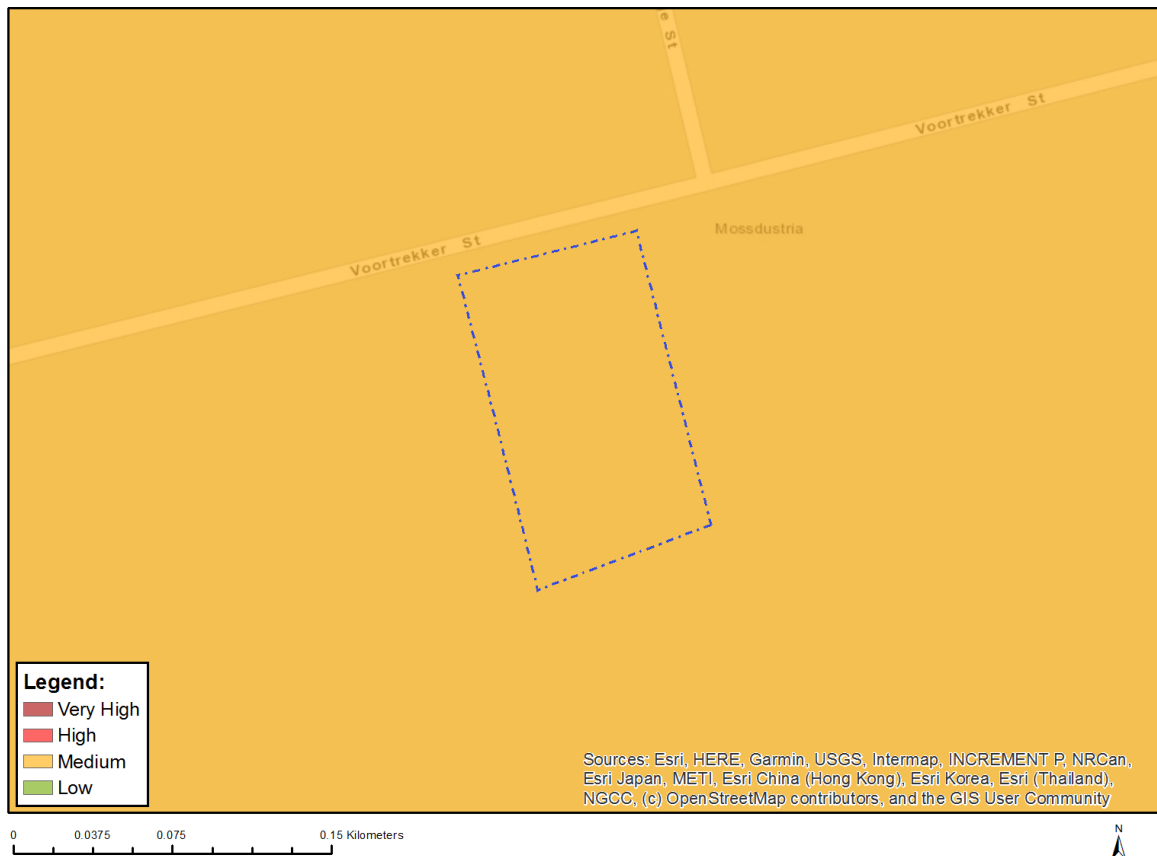 e St
Voortrekker St
Voortrekker St
Mossdustria
Legend:
Very High
High
Medium
Low
Sources: Esri, HERE, Garmin, USGS, Intermap, INCREMENT P, NRCan,
Esri Japan, METI, Esri China (Hong Kong), Esri Korea, Esri (Thailand),
NGCC, (c) OpenStreetMap contributors, and the GIS User Community
0 0.0375 0.075 0.15 Kilometers
N